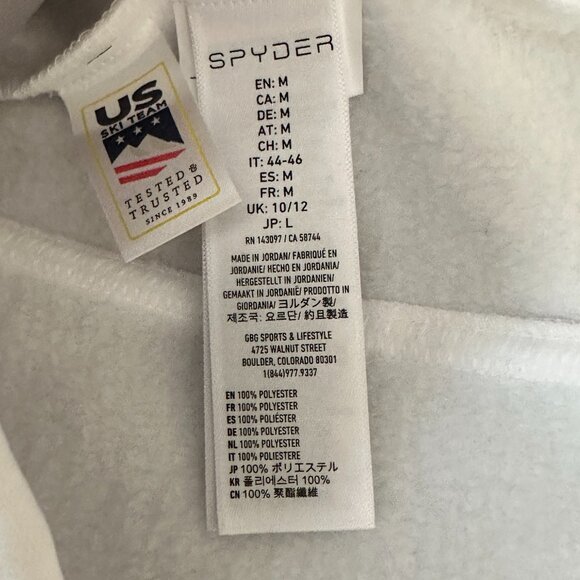 US
SKI TEAM
TESTED &
TRUSTED
SINCE 1989
SPYDER
EN: M
CA: M
DE: M
AT: M
CH: M
IT: 44-46
ES: M
FR: M
UK: 10/12
JP: L
RN 143097 / CA 58744
MADE IN JORDAN/ FABRIQUÉ EN
JORDANIE/ HECHO EN JORDANIA/
HERGESTELLT IN JORDANIEN/
GEMAAKT IN JORDANIË/ PRODOTTO IN
GIORDANIA/ ヨルダン製/
제조국: 요르단/ 約旦製造
GBG SPORTS & LIFESTYLE
4725 WALNUT STREET
BOULDER, COLORADO 80301
1(844)977.9337
EN 100% POLYESTER
FR 100% POLYESTER
ES 100% POLIÉSTER
DE 100% POLYESTER
NL 100% POLYESTER
IT 100% POLIESTERE
JP 100% ポリエステル
KR 폴리에스테르 100%
CN 100% 聚酯纖維